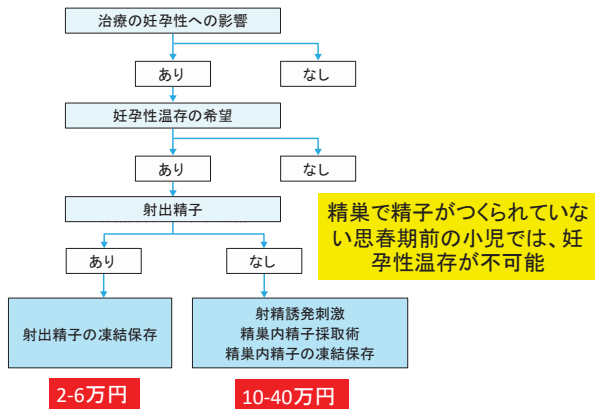 治療の妊孕性への影響
あり
なし
妊孕性温存の希望
あり
なし
射出精子
精巣で精子がつくられていな
い思春期前の小児では、妊
孕性温存が不可能
あり
なし
射出精子の凍結保存
射精誘発刺激
精巣内精子採取術
精巣内精子の凍結保存
2-6万円
10-40万円